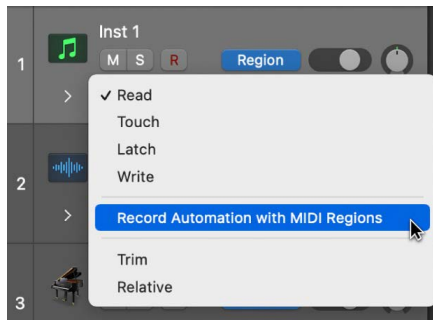 Inst 1
1
M S R Region
✓ Read
Touch
Latch
Write
2
Record Automation with MIDI Regions
Trim
Relative
3